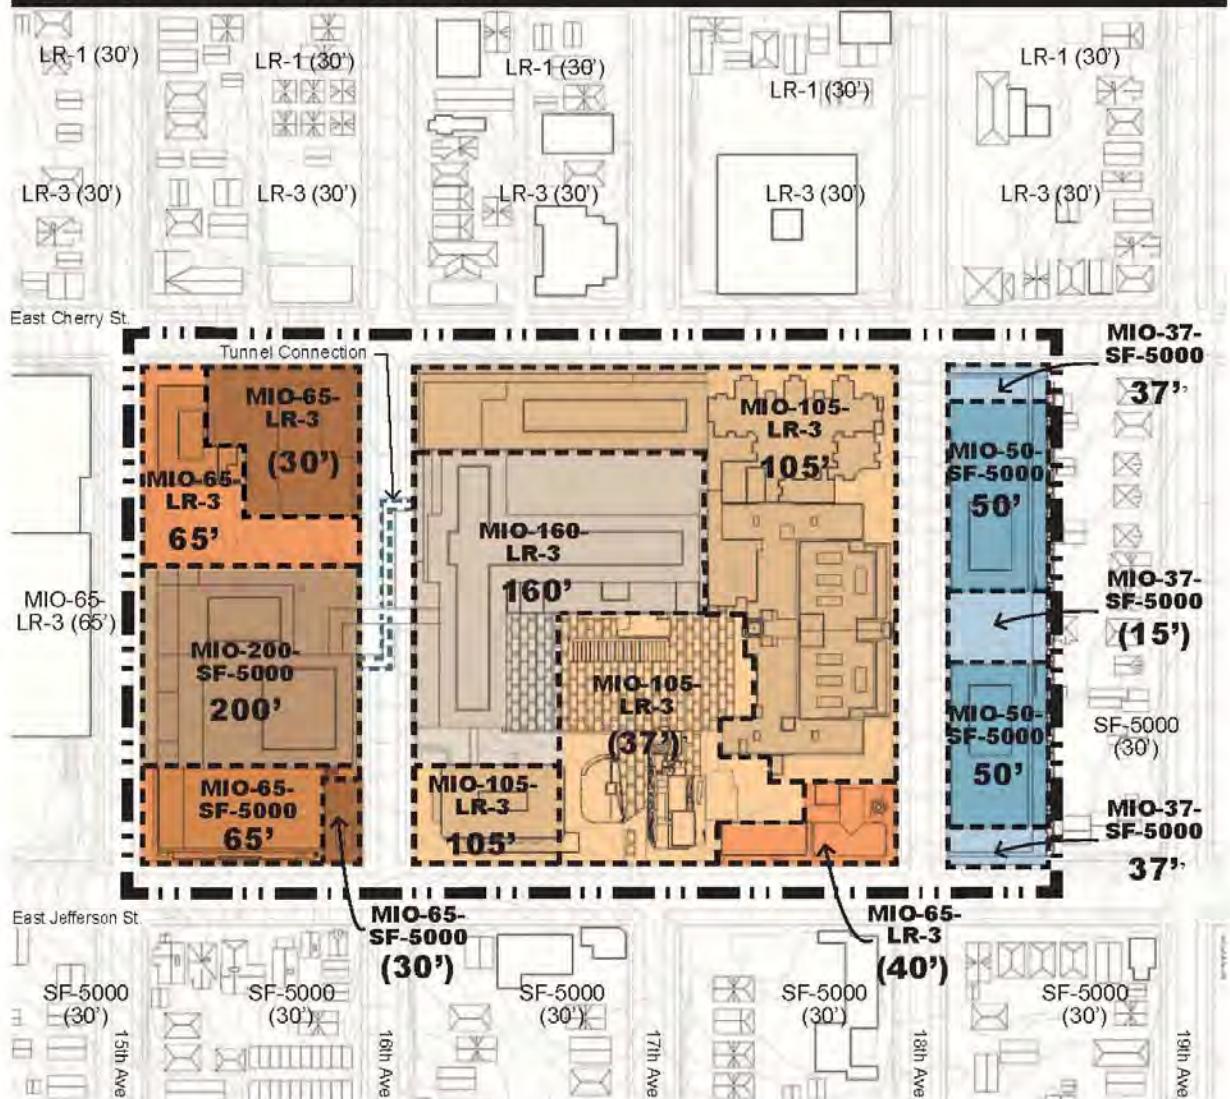 LR-1 (30')
LR-1 (30')
LR-1 (30')
LR-1 (30')
LR-1 (30')
LR-3 (30')
LR-3 (30')
LR-3 (30')
LR-3 (30')
LR-3 (30')
East Cherry St.
Tunnel Connection
MIO-37-
SF-5000
37'
MIO-65-
LR-3
(30')
MIO-105-
LR-3
105'
MIO-65-
LR-3
65'
MIO-50-
SF-5000
50'
MIO-160-
LR-3
160'
MIO-37-
SF-5000
(15')
MIO-65-
LR-3 (65')
MIO-200-
SF-5000
200'
MIO-105-
LR-3
(37')
MIO-50-
SF-5000
50'
SF-5000
(30')
MIO-65-
SF-5000
65'
MIO-105-
LR-3
105'
MIO-37-
SF-5000
37'
East Jefferson St.
MIO-65-
SF-5000
(30')
MIO-65-
LR-3
(40')
SF-5000
(30')
SF-5000
(30')
SF-5000
(30')
SF-5000
(30')
SF-5000
(30')
15th Ave
16th Ave
17th Ave
18th Ave
19th Ave